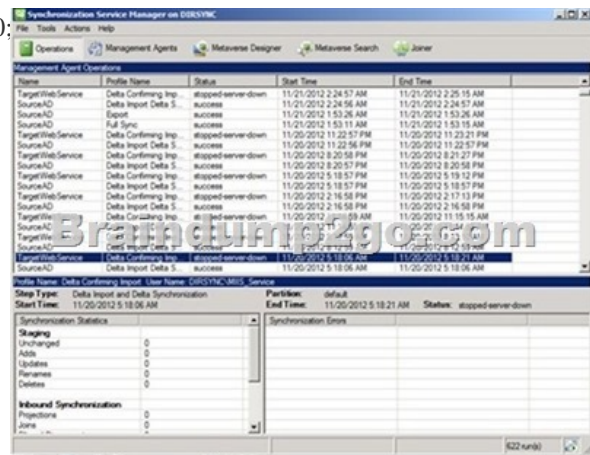 );
Synchronization Service Manager on DIRSYNC
File Tools Actions Help
Operations Management Agents Metaverse Designer Metaverse Search Joiner
Management Agent Operations
Name Profile Name Status Start Time End Time
TargetWebService Delta Confirming Imp... stopped-server-down 11/21/2012 2:24:57 AM 11/21/2012 2:25:15 AM
SourceAD Delta Import Delta S... success 11/21/2012 2:24:56 AM 11/21/2012 2:24:57 AM
SourceAD Export success 11/21/2012 1:53:26 AM 11/21/2012 1:53:26 AM
SourceAD Full Sync success 11/21/2012 1:53:11 AM 11/21/2012 1:53:15 AM
TargetWebService Delta Confirming Imp... stopped-server-down 11/20/2012 11:22:57 PM 11/20/2012 11:23:21 PM
SourceAD Delta Import Delta S... success 11/20/2012 11:22:56 PM 11/20/2012 11:22:57 PM
TargetWebService Delta Confirming Imp... stopped-server-down 11/20/2012 8:20:58 PM 11/20/2012 8:21:27 PM
SourceAD Delta Import Delta S... success 11/20/2012 8:20:57 PM 11/20/2012 8:20:58 PM
TargetWebService Delta Confirming Imp... stopped-server-down 11/20/2012 5:18:57 PM 11/20/2012 5:19:12 PM
SourceAD Delta Import Delta S... success 11/20/2012 5:18:57 PM 11/20/2012 5:18:57 PM
TargetWebService Delta Confirming Imp... stopped-server-down 11/20/2012 2:16:58 PM 11/20/2012 2:17:13 PM
SourceAD Delta Import Delta S... success 11/20/2012 2:16:58 PM 11/20/2012 2:16:58 PM
11:15:15 AM
Braindump2go.com
TargetWebService Delta Confirming Imp... stopped-server-down 11/20/2012 5:18:06 AM 11/20/2012 5:18:21 AM
SourceAD Delta Import Delta S... success 11/20/2012 5:18:06 AM 11/20/2012 5:18:06 AM
Profile Name: Delta Confirming Import User Name: DIRSYNC\MIIS_Service
Step Type: Delta Import and Delta Synchronization Partition: default
Start Time: 11/20/2012 5:18:06 AM End Time: 11/20/2012 5:18:21 AM Status: stopped-server-down
Synchronization Statistics Synchronization Errors
Staging
Unchanged 0
Adds 0
Updates 0
Renames 0
Deletes 0
Inbound Synchronization
Projections 0
Joins 0
622 run(s)